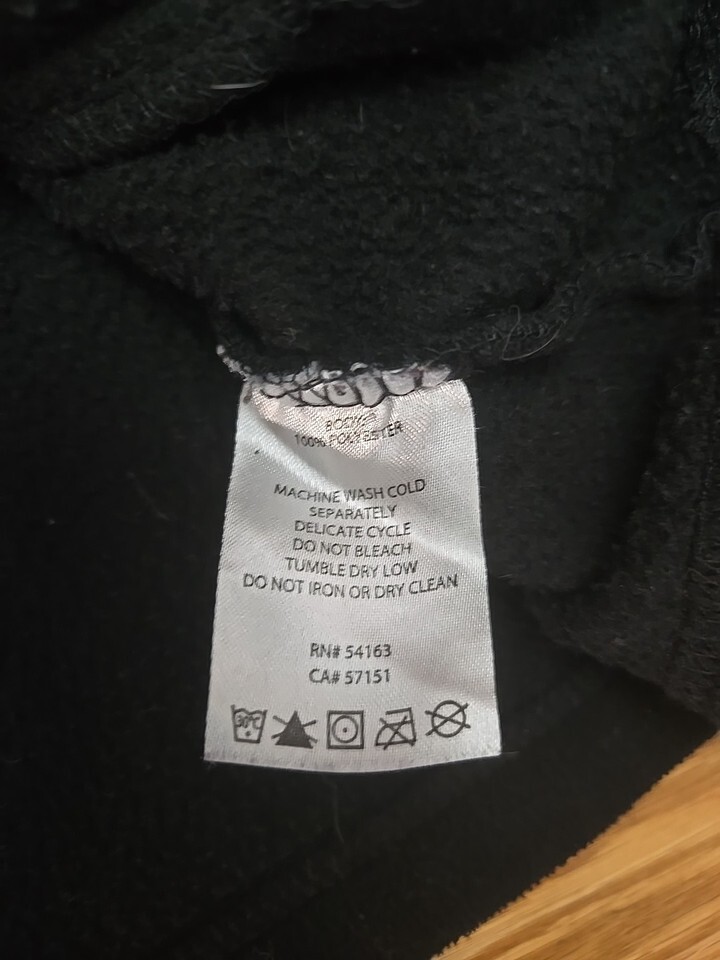 BODY:
100% POLYESTER
MACHINE WASH COLD
SEPARATELY
DELICATE CYCLE
DO NOT BLEACH
TUMBLE DRY LOW
DO NOT IRON OR DRY CLEAN
RN# 54163
CA# 57151
30°C